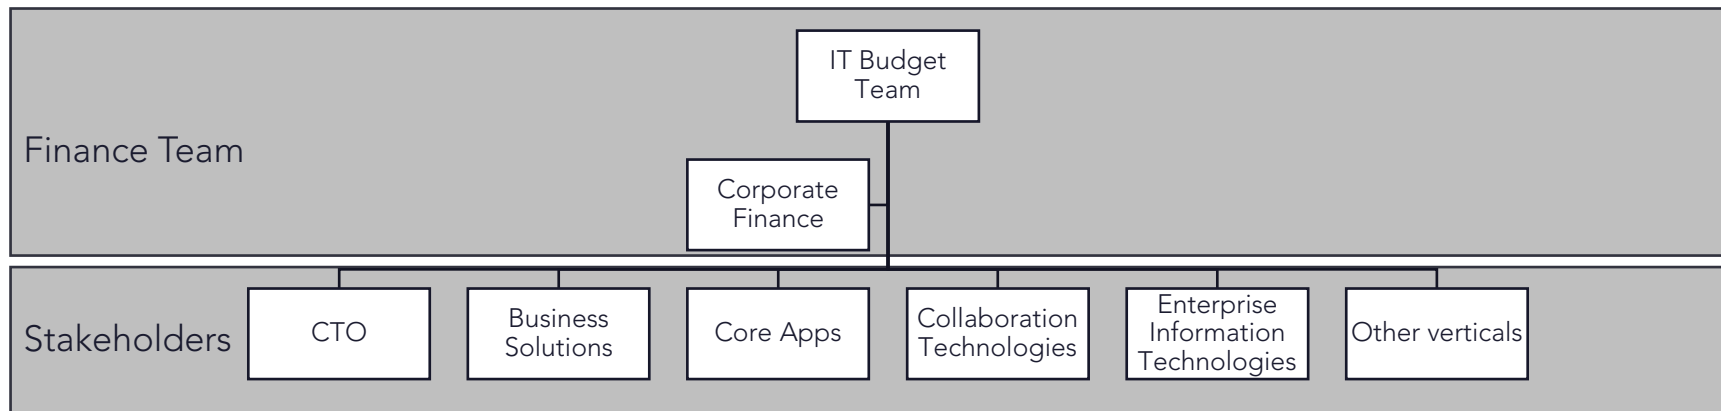 IT Budget
Team
Finance Team
Corporate
Finance
Stakeholders
CTO
Business
Solutions
Core Apps
Collaboration
Technologies
Enterprise
Information
Technologies
Other verticals